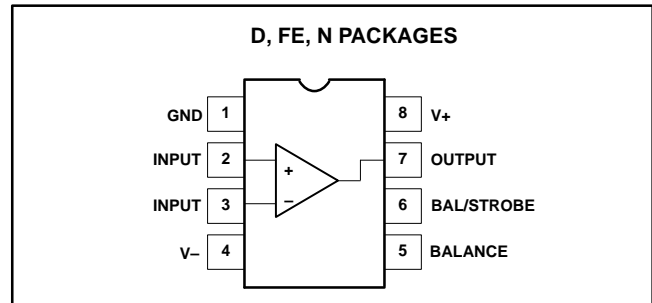 D, FE, N PACKAGES
GND 1 8 V+
INPUT 2 + 7 OUTPUT
INPUT 3 – 6 BAL/STROBE
V– 4 5 BALANCE